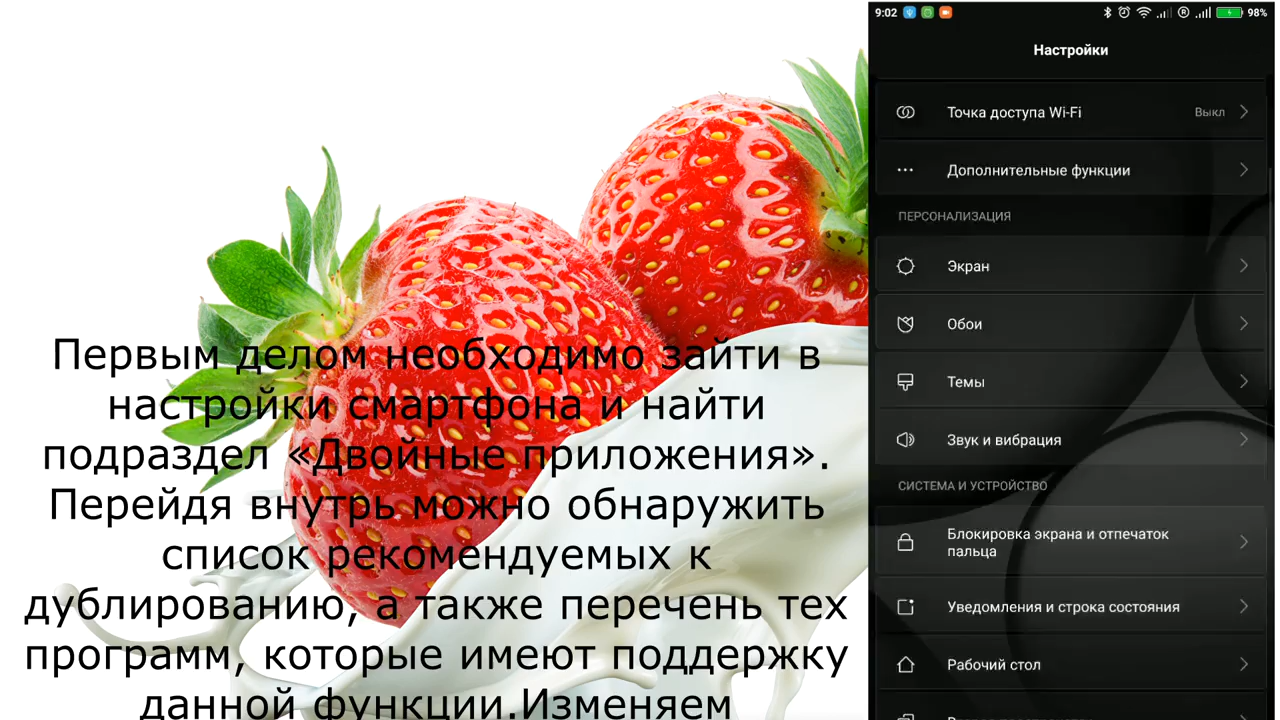 Первым делом необходимо зайти в
настройки смартфона и найти
подраздел «Двойные приложения».
Перейдя внутрь можно обнаружить
список рекомендуемых к
дублированию, а также перечень тех
программ, которые имеют поддержку
данной функции.Изменяем
9:02
98%
Настройки
Точка доступа Wi-Fi
Выкл
Дополнительные функции
ПЕРСОНАЛИЗАЦИЯ
Экран
Обои
Темы
Звук и вибрация
СИСТЕМА И УСТРОЙСТВО
Блокировка экрана и отпечаток
пальца
Уведомления и строка состояния
Рабочий стол